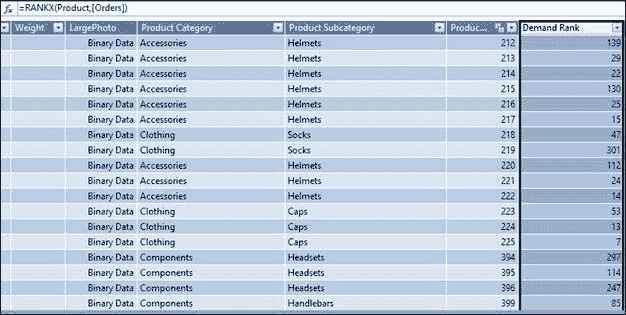 fx =RANKX(Product,[Orders])
Weight LargePhoto Product Category Product Subcategory Produc... Demand Rank
Binary Data Accessories Helmets 212 139
Binary Data Accessories Helmets 213 29
Binary Data Accessories Helmets 214 22
Binary Data Accessories Helmets 215 130
Binary Data Accessories Helmets 216 25
Binary Data Accessories Helmets 217 15
Binary Data Clothing Socks 218 47
Binary Data Clothing Socks 219 301
Binary Data Accessories Helmets 220 112
Binary Data Accessories Helmets 221 24
Binary Data Accessories Helmets 222 14
Binary Data Clothing Caps 223 53
Binary Data Clothing Caps 224 13
Binary Data Clothing Caps 225 7
Binary Data Components Headsets 394 297
Binary Data Components Headsets 395 114
Binary Data Components Headsets 396 247
Binary Data Components Handlebars 399 85